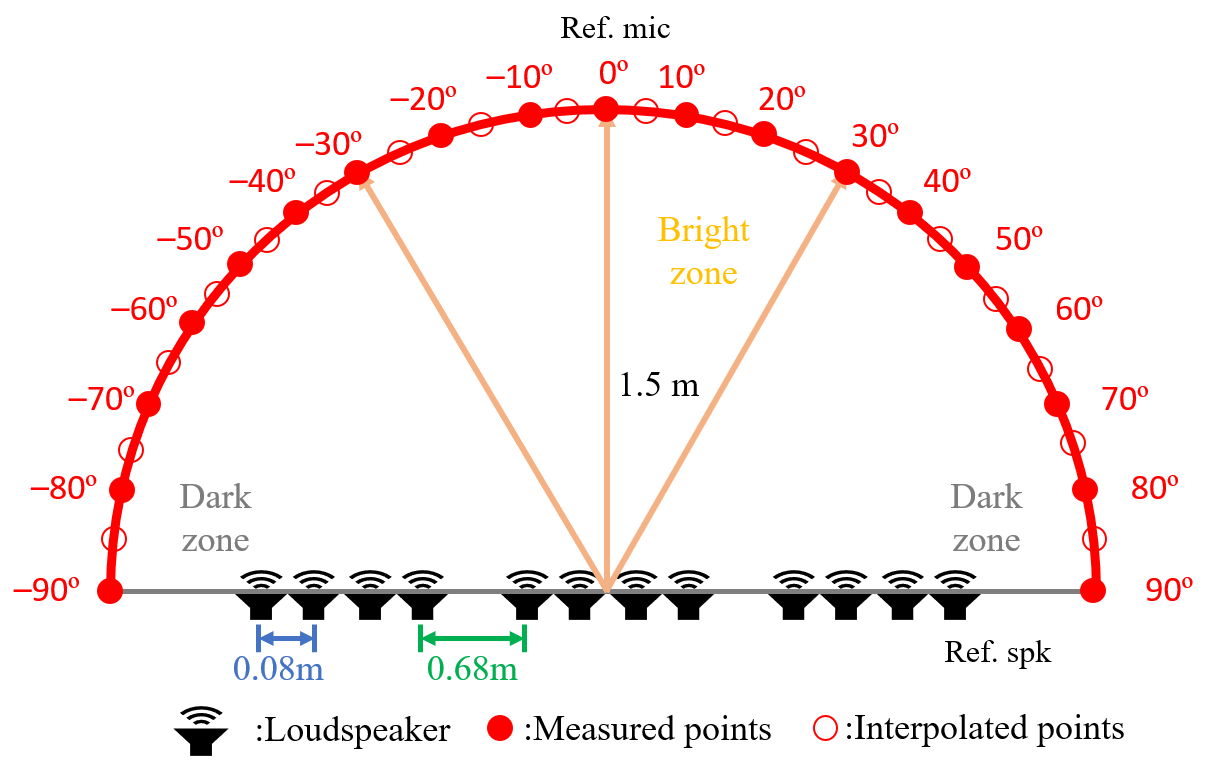 Ref. mic
–10º 0º 10º
–20º 20º
–30º 30º
–40º 40º
–50º 50º
Bright
zone
–60º 60º
1.5 m
–70º 70º
–80º 80º
Dark
zone
Dark
zone
–90º 90º
0.08m 0.68m Ref. spk
:Loudspeaker :Measured points :Interpolated points